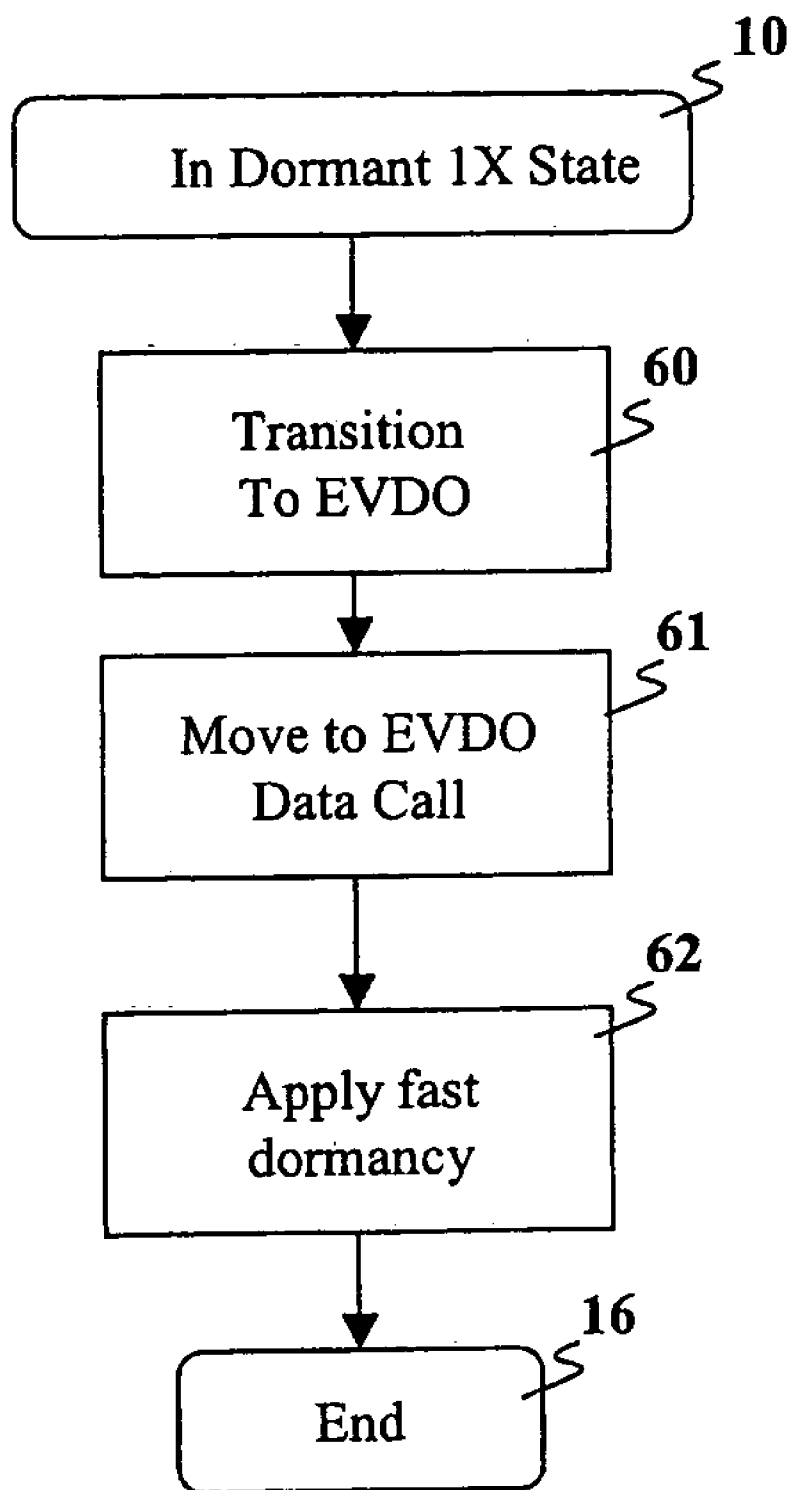 10
In Dormant 1X State
60
Transition
To EVDO
61
Move to EVDO
Data Call
62
Apply fast
dormancy
16
End